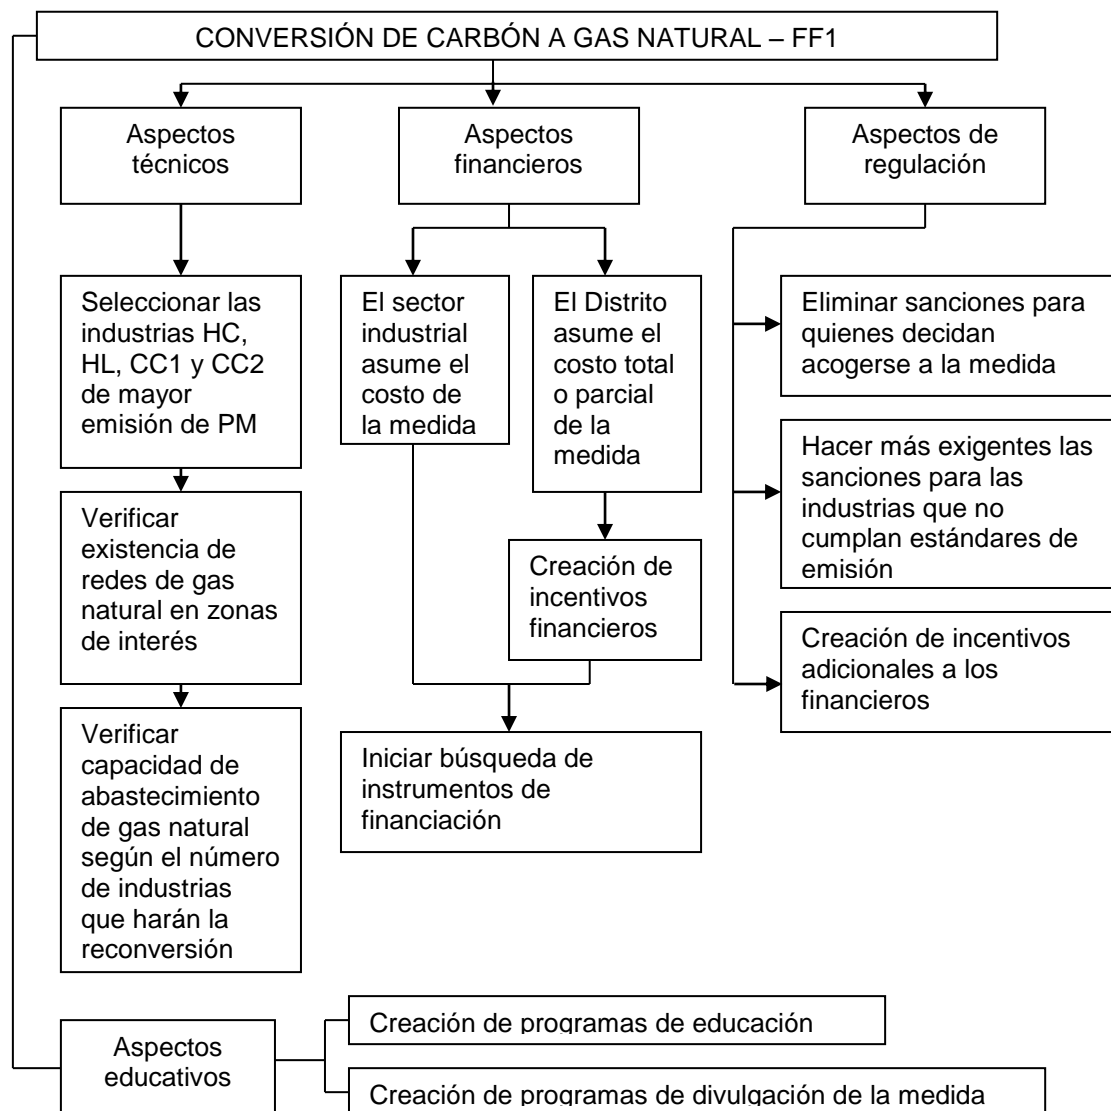 CONVERSIÓN DE CARBÓN A GAS NATURAL – FF1
Aspectos
técnicos
Aspectos
financieros
Aspectos de
regulación
Seleccionar las
industrias HC,
HL, CC1 y CC2
de mayor
emisión de PM
Verificar
existencia de
redes de gas
natural en zonas
de interés
Verificar
capacidad de
abastecimiento
de gas natural
según el número
de industrias
que harán la
reconversión
El sector
industrial
asume el
costo de
la medida
El Distrito
asume el
costo total
o parcial
de la
medida
Creación de
incentivos
financieros
Iniciar búsqueda de
instrumentos de
financiación
Eliminar sanciones para
quienes decidan
acogerse a la medida
Hacer más exigentes las
sanciones para las
industrias que no
cumplan estándares de
emisión
Creación de incentivos
adicionales a los
financieros
Aspectos
educativos
Creación de programas de educación
Creación de programas de divulgación de la medida